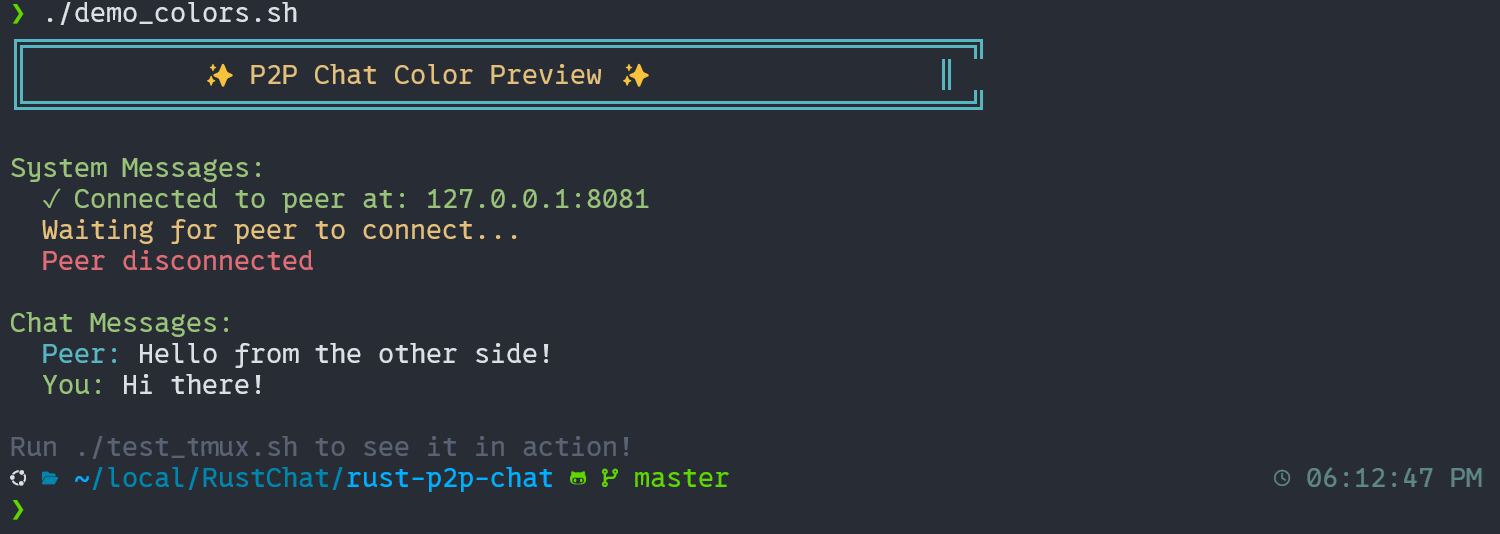 ❯ ./demo_colors.sh
✨ P2P Chat Color Preview ✨
System Messages:
✓ Connected to peer at: 127.0.0.1:8081
Waiting for peer to connect...
Peer disconnected
Chat Messages:
Peer: Hello from the other side!
You: Hi there!
Run ./test_tmux.sh to see it in action!
~/local/RustChat/rust-p2p-chat master 06:12:47 PM
❯